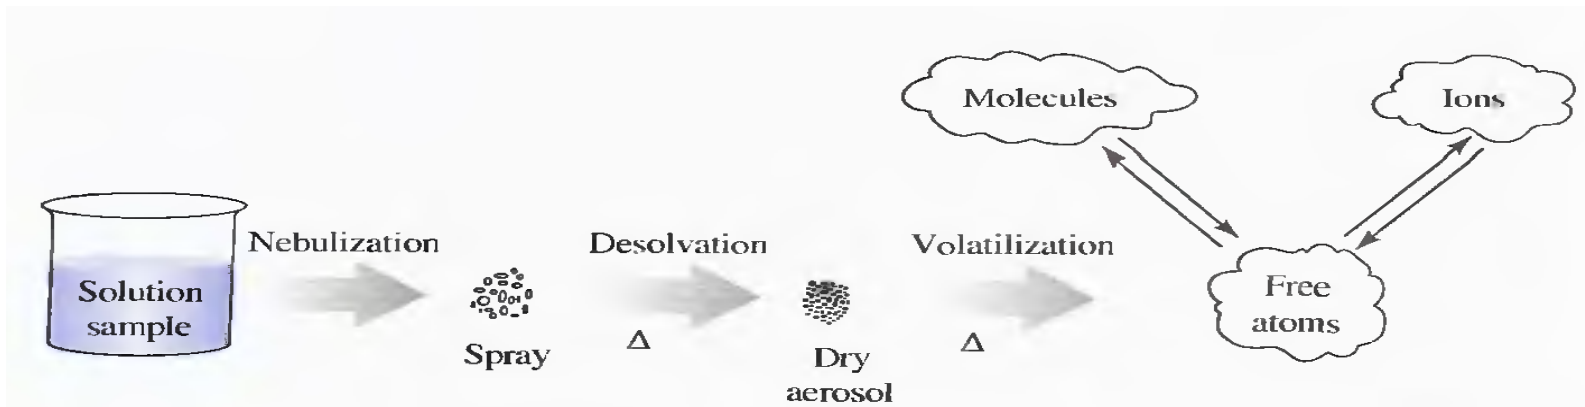 Solution
sample
Nebulization
Spray
Desolvation
Δ
Dry
aerosol
Volatilization
Δ
Molecules
Ions
Free
atoms